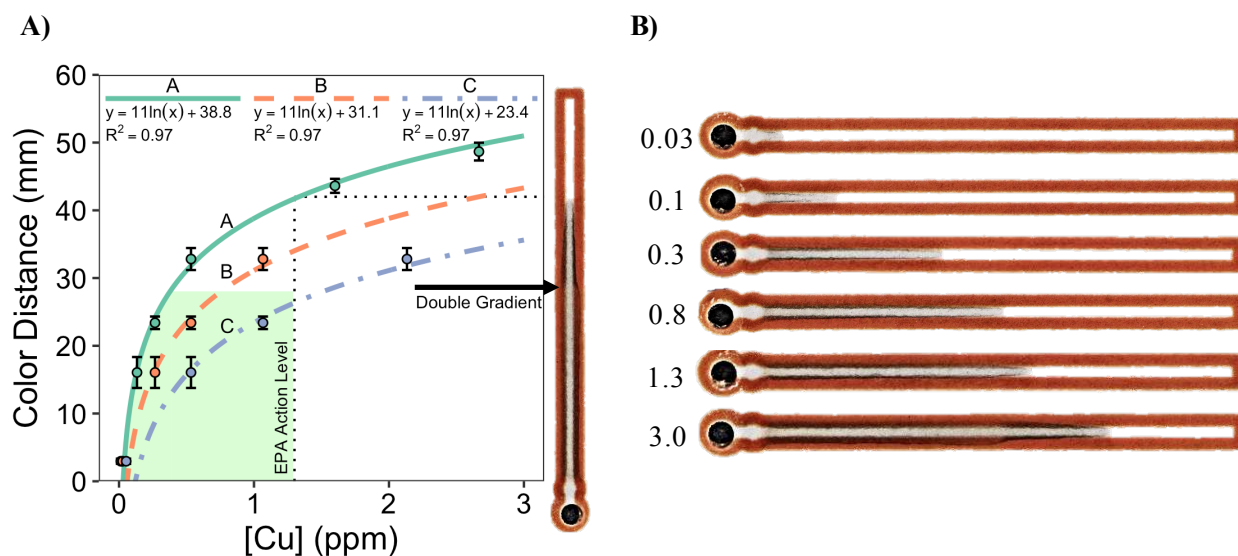 A)
B)
60
50
40
30
20
10
0
Color Distance (mm)
A
B
C
y = 11ln(x) + 38.8
y = 11ln(x) + 31.1
y = 11ln(x) + 23.4
R² = 0.97
R² = 0.97
R² = 0.97
A
B
C
EPA Action Level
Double Gradient
0
1
2
3
[Cu] (ppm)
0.03
0.1
0.3
0.8
1.3
3.0